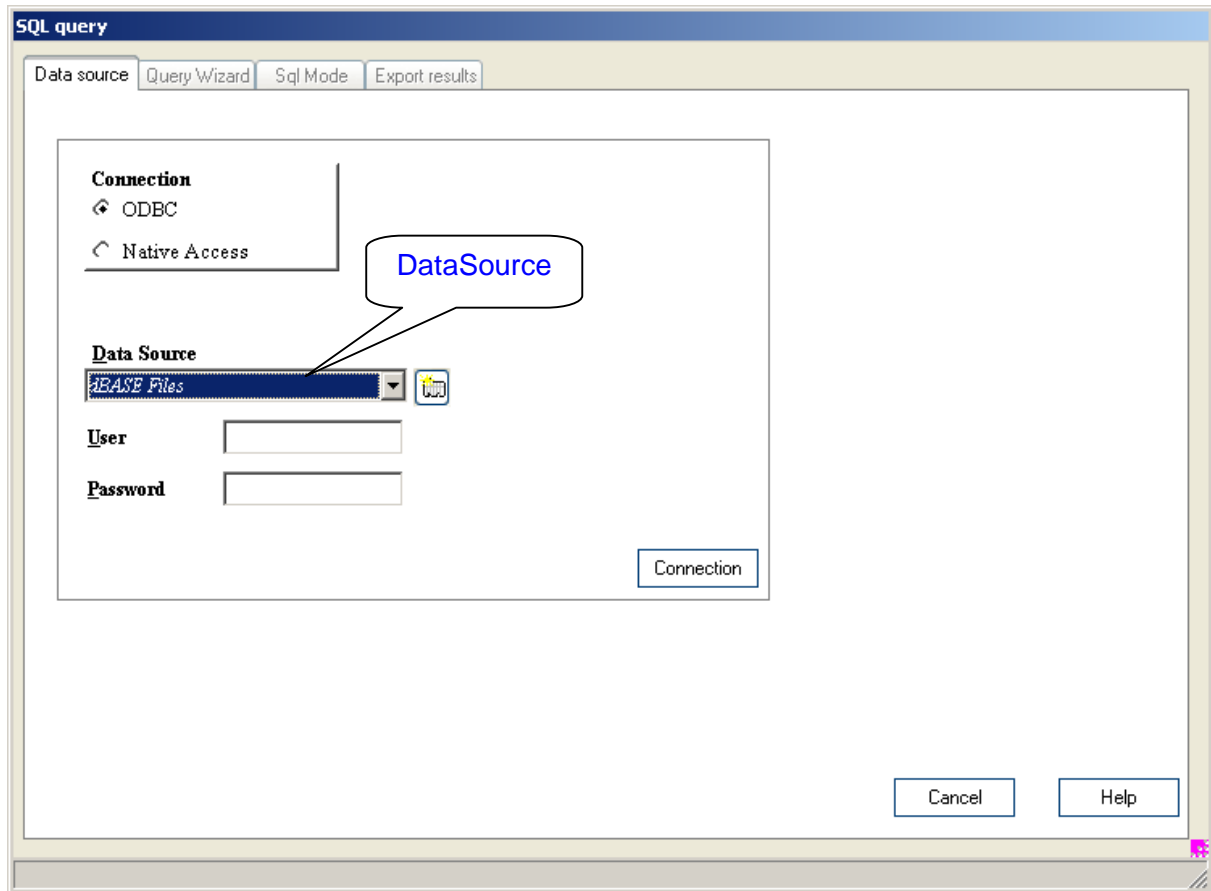 SQL query
Data source Query Wizard Sql Mode Export results
Connection
ODBC
Native Access
DataSource
Data Source
dBASE Files
User
Password
Connection
Cancel Help